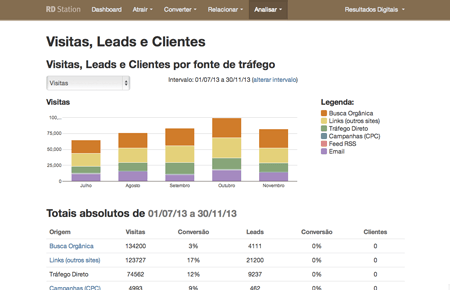 RD Station Dashboard Atrair Converter Relacionar Analisar Resultados Digitais
Visitas, Leads e Clientes
Visitas, Leads e Clientes por fonte de tráfego
Visitas
Intervalo: 01/07/13 a 30/11/13 (alterar intervalo)
Visitas
Legenda:
100,...
75,000
50,000
25,000
0
Busca Orgânica
Links (outros sites)
Tráfego Direto
Campanhas (CPC)
Feed RSS
Email
Julho Agosto Setembro Outubro Novembro
Totais absolutos de 01/07/13 a 30/11/13
Origem Visitas Conversão Leads Conversão Clientes
Busca Orgânica 134200 3% 4111 0% 0
Links (outros sites) 123727 17% 21200 0% 0
Tráfego Direto 74562 12% 9237 0% 0
Campanhas (CPC) 4993 9% 462 0% 0